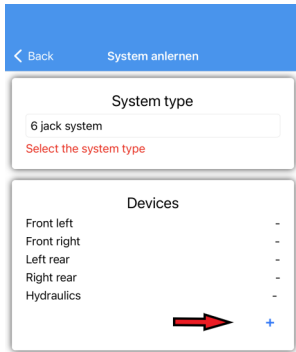 Back System anlernen
System type
6 jack system
Select the system type
Devices
Front left -
Front right -
Left rear -
Right rear -
Hydraulics -
+